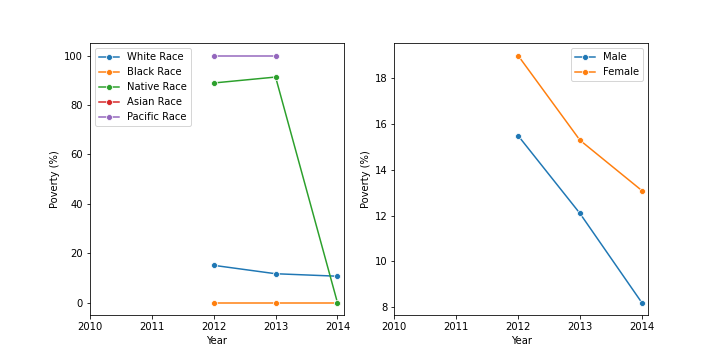 100
80
60
40
20
0
Poverty (%)
White Race
Black Race
Native Race
Asian Race
Pacific Race
2010 2011 2012 2013 2014
Year
18
16
14
12
10
8
Poverty (%)
Male
Female
2010 2011 2012 2013 2014
Year